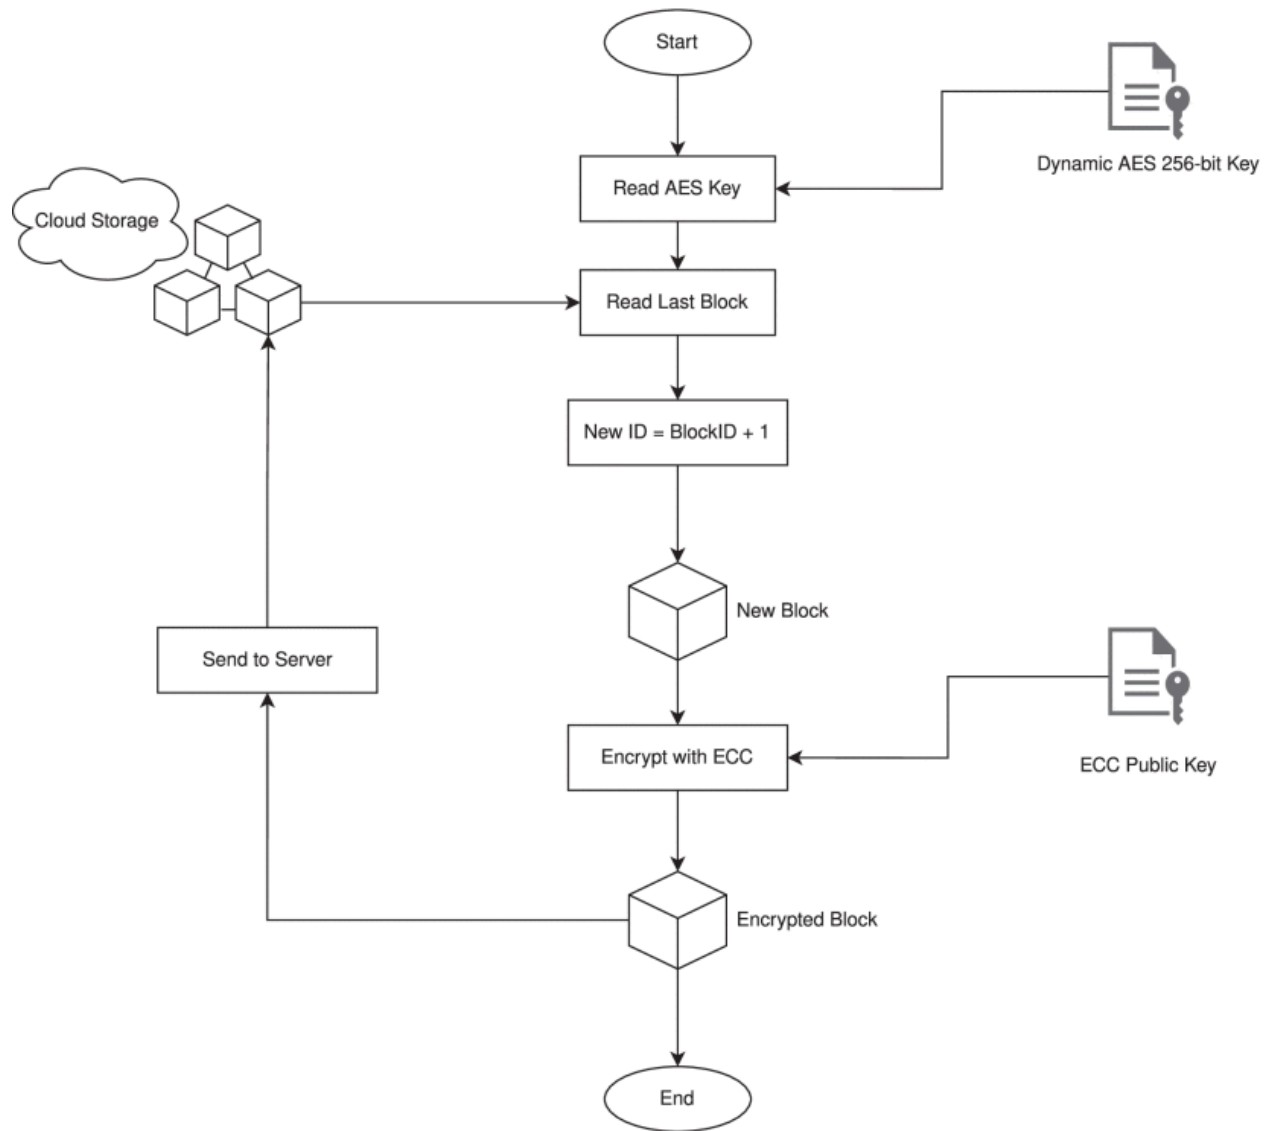 Start
Dynamic AES 256-bit Key
Read AES Key
Cloud Storage
Read Last Block
New ID = BlockID + 1
New Block
Send to Server
Encrypt with ECC
ECC Public Key
Encrypted Block
End